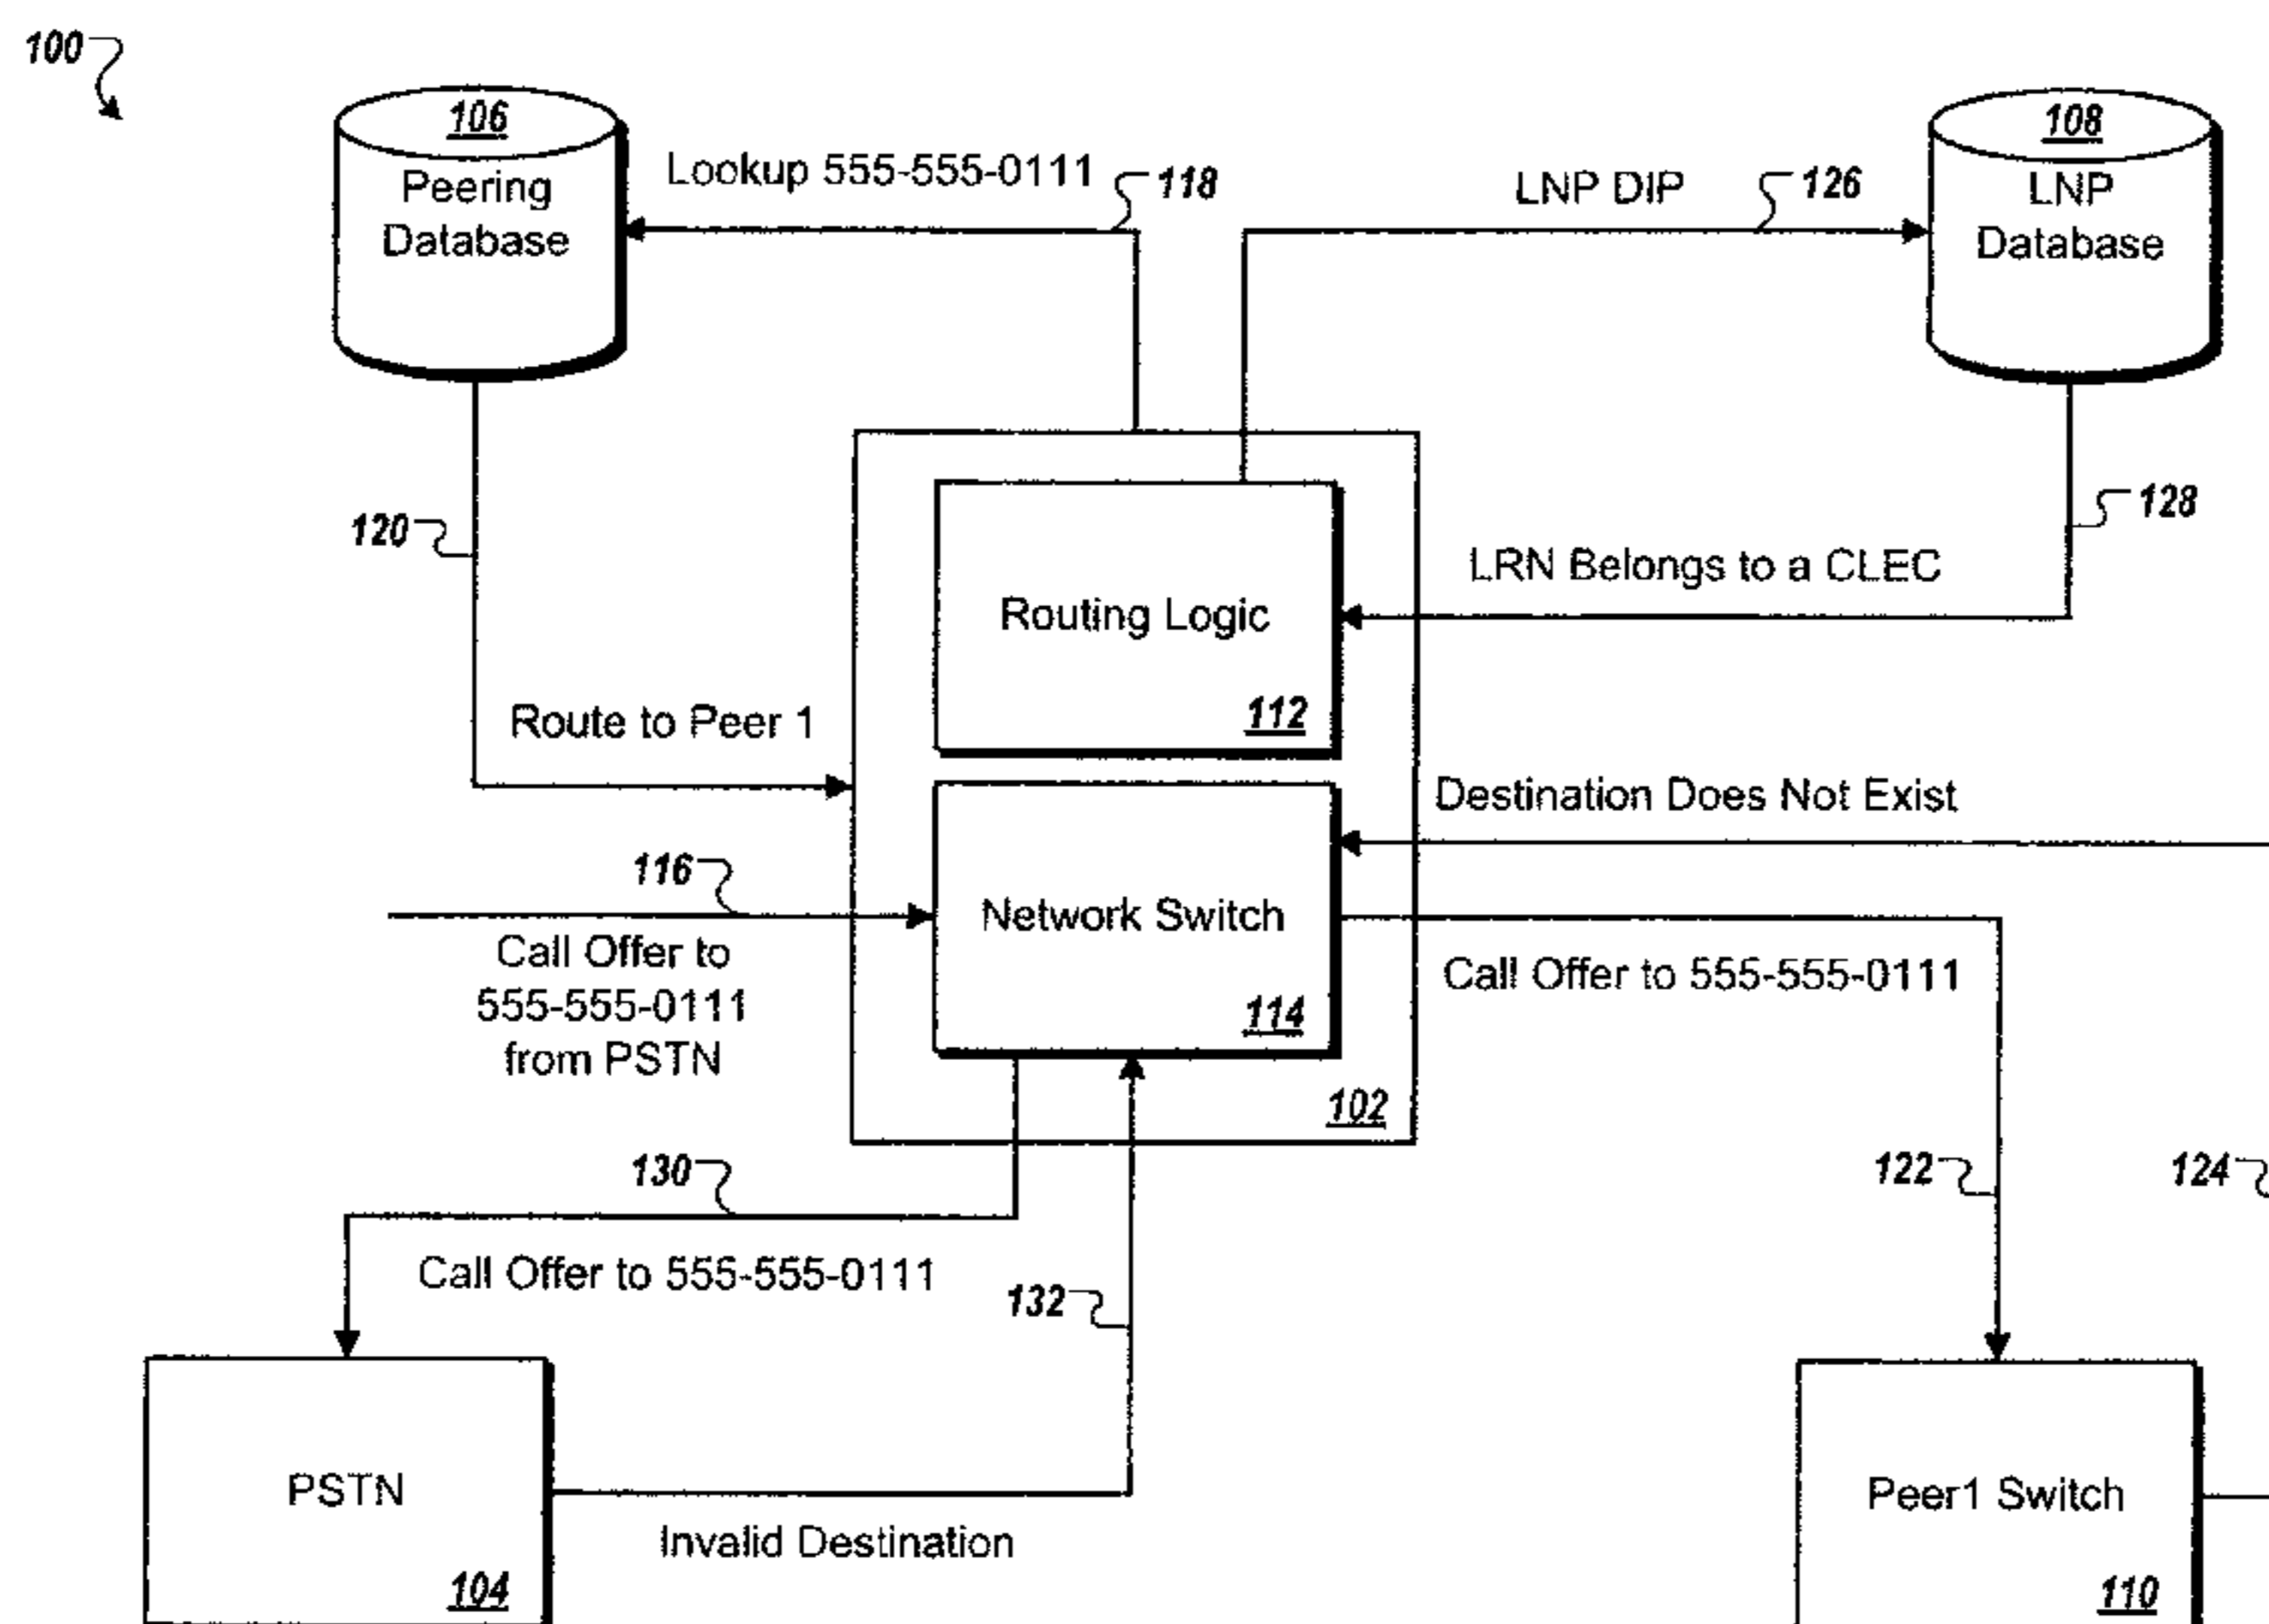 100
106
Peering
Database
Lookup 555-555-0111
118
LNP DIP
126
108
LNP
Database
120
128
LRN Belongs to a CLEC
Routing Logic
112
Route to Peer 1
Destination Does Not Exist
116
Call Offer to
555-555-0111
from PSTN
Network Switch
114
Call Offer to 555-555-0111
102
130
122
124
Call Offer to 555-555-0111
132
PSTN
104
Invalid Destination
Peer1 Switch
110